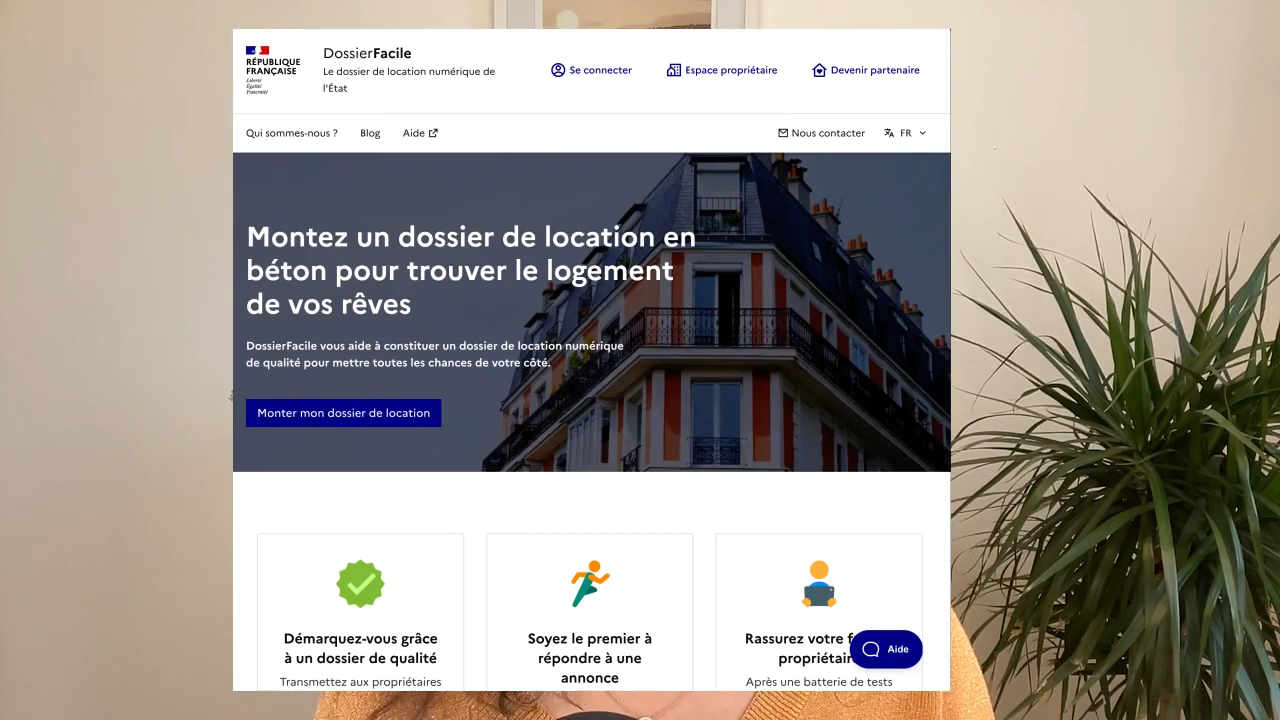 RÉPUBLIQUE
FRANÇAISE
Liberté
Égalité
Fraternité
DossierFacile
Le dossier de location numérique de
l'État
Se connecter
Espace propriétaire
Devenir partenaire
Qui sommes-nous ?
Blog
Aide
Nous contacter
FR
Montez un dossier de location en
béton pour trouver le logement
de vos rêves
DossierFacile vous aide à constituer un dossier de location numérique
de qualité pour mettre toutes les chances de votre côté.
Monter mon dossier de location
Démarquez-vous grâce
à un dossier de qualité
Transmettez aux propriétaires
Soyez le premier à
répondre à une
annonce
Rassurez votre f
propriétair
Après une batterie de tests
Aide